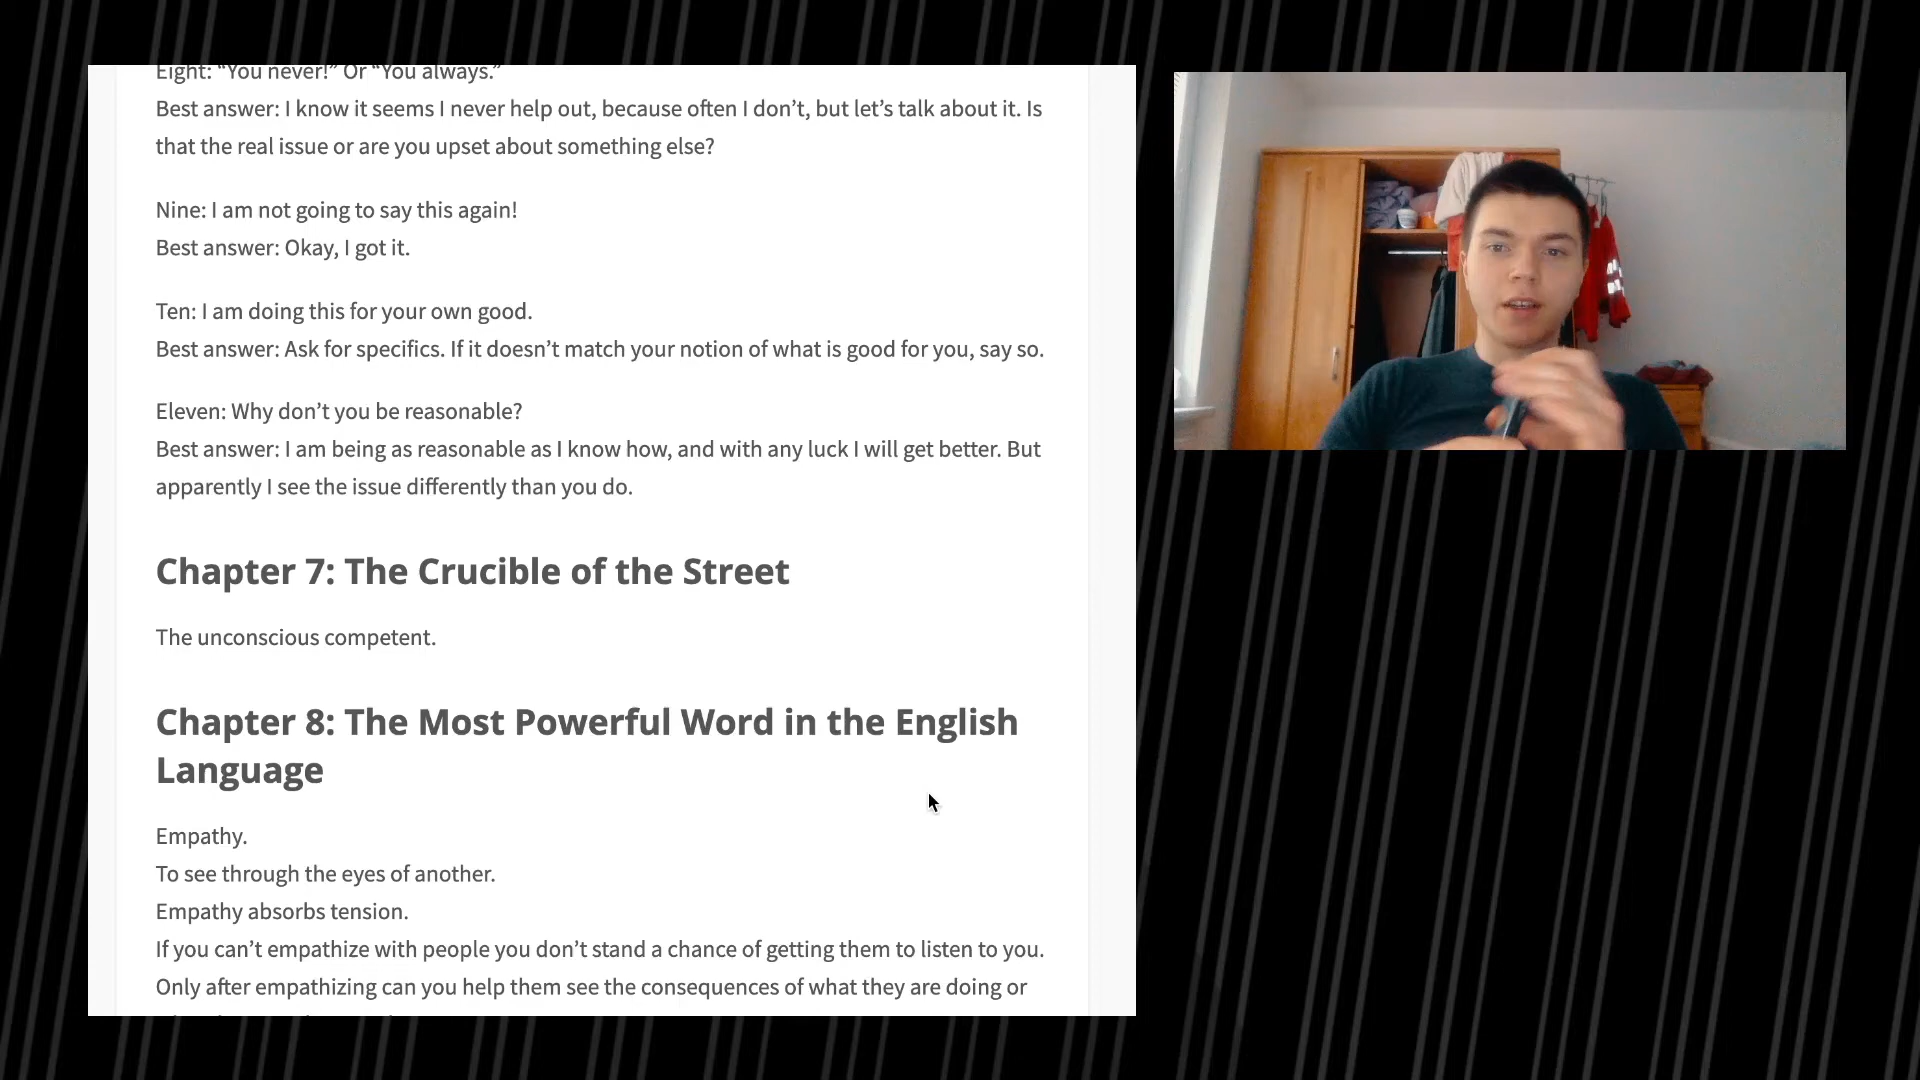 Eight: “You never!” Or “You always.”
Best answer: I know it seems I never help out, because often I don’t, but let’s talk about it. Is
that the real issue or are you upset about something else?
Nine: I am not going to say this again!
Best answer: Okay, I got it.
Ten: I am doing this for your own good.
Best answer: Ask for specifics. If it doesn’t match your notion of what is good for you, say so.
Eleven: Why don’t you be reasonable?
Best answer: I am being as reasonable as I know how, and with any luck I will get better. But
apparently I see the issue differently than you do.
Chapter 7: The Crucible of the Street
The unconscious competent.
Chapter 8: The Most Powerful Word in the English
Language
Empathy.
To see through the eyes of another.
Empathy absorbs tension.
If you can’t empathize with people you don’t stand a chance of getting them to listen to you.
Only after empathizing can you help them see the consequences of what they are doing or